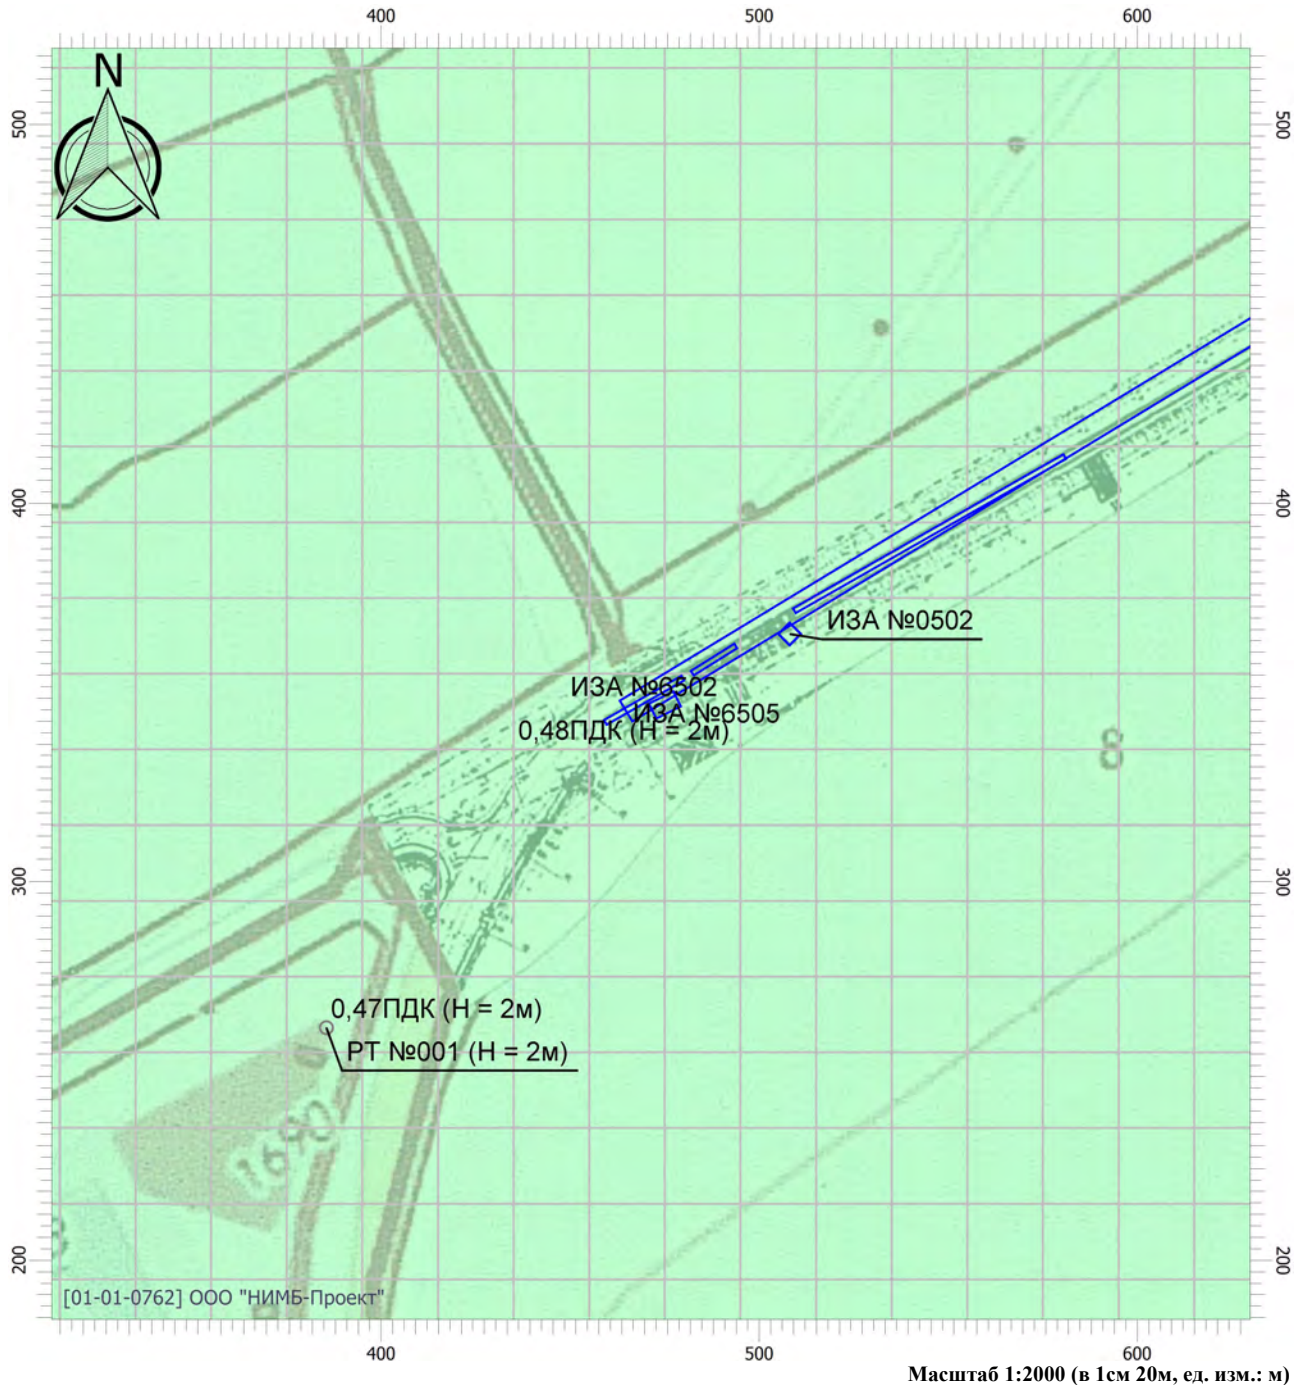 400 500 600
N
500 500
ИЗА №0502
400 400
ИЗА №6502
ИЗА №6505
0,48ПДК (Н = 2м)
8
300 300
0,47ПДК (Н = 2м)
РТ №001 (Н = 2м)
1690
200 200
[01-01-0762] ООО "НИМБ-Проект"
400 500 600
Масштаб 1:2000 (в 1см 20м, ед. изм.: м)